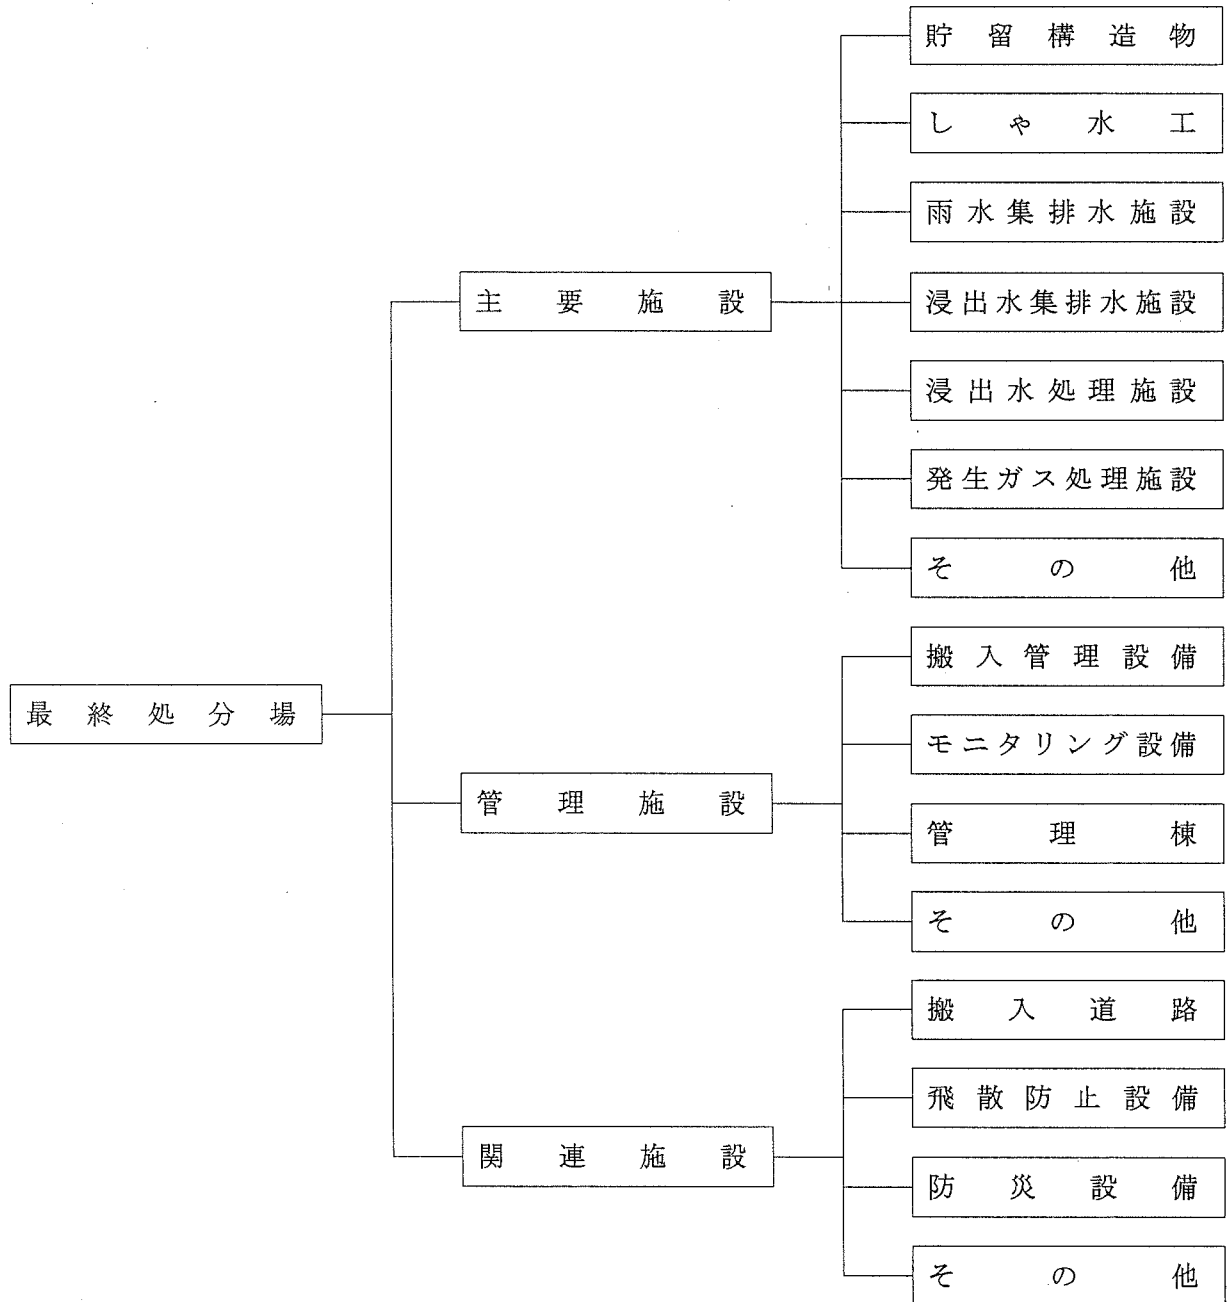 最終処分場
主要施設
貯留構造物
しゃ水工
雨水集排水施設
浸出水集排水施設
浸出水処理施設
発生ガス処理施設
その他
管理施設
搬入管理設備
モニタリング設備
管理棟
その他
関連施設
搬入道路
飛散防止設備
防災設備
その他